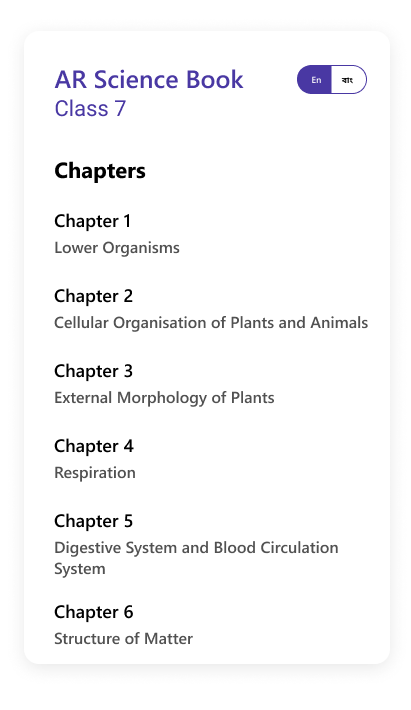 AR Science Book
En
বাং
Class 7
Chapters
Chapter 1
Lower Organisms
Chapter 2
Cellular Organisation of Plants and Animals
Chapter 3
External Morphology of Plants
Chapter 4
Respiration
Chapter 5
Digestive System and Blood Circulation
System
Chapter 6
Structure of Matter